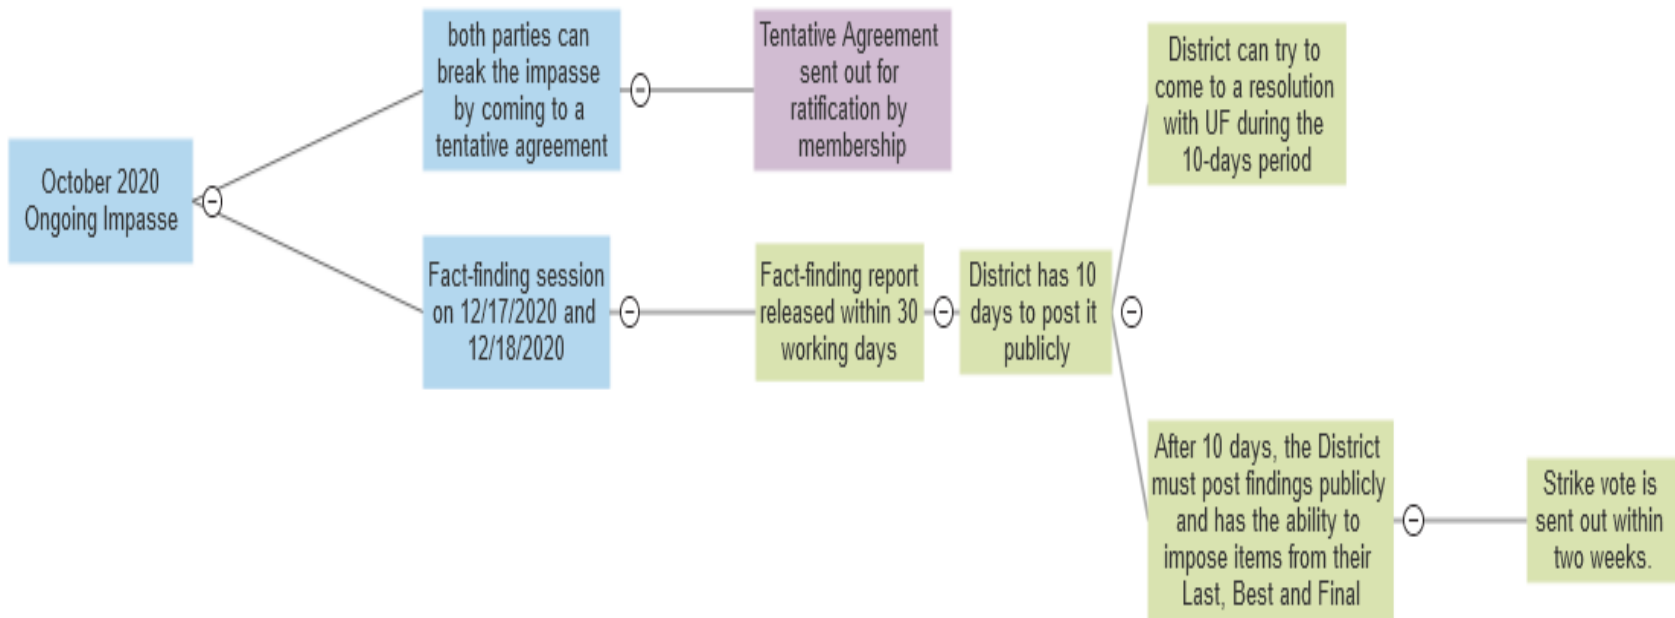 October 2020
Ongoing Impasse
both parties can
break the impasse
by coming to a
tentative agreement
Tentative Agreement
sent out for
ratification by
membership
Fact-finding session
on 12/17/2020 and
12/18/2020
Fact-finding report
released within 30
working days
District has 10
days to post it
publicly
District can try to
come to a resolution
with UF during the
10-days period
After 10 days, the District
must post findings publicly
and has the ability to
impose items from their
Last, Best and Final
Strike vote is
sent out within
two weeks.